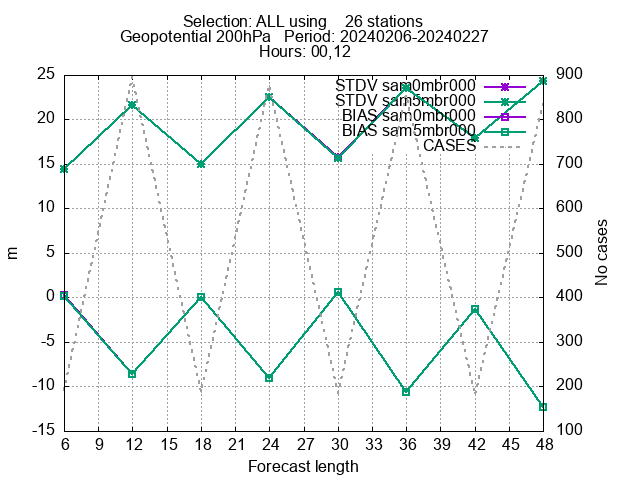 Selection: ALL using    26 stations
Geopotential 200hPa   Period: 20240206-20240227
Hours: 00,12
STDV sam0mbr000
STDV sam5mbr000
BIAS sam0mbr000
BIAS sam5mbr000
CASES
25
20
15
10
5
0
-5
-10
-15
m
900
800
700
600
500
400
300
200
100
No cases
6 9 12 15 18 21 24 27 30 33 36 39 42 45 48
Forecast length